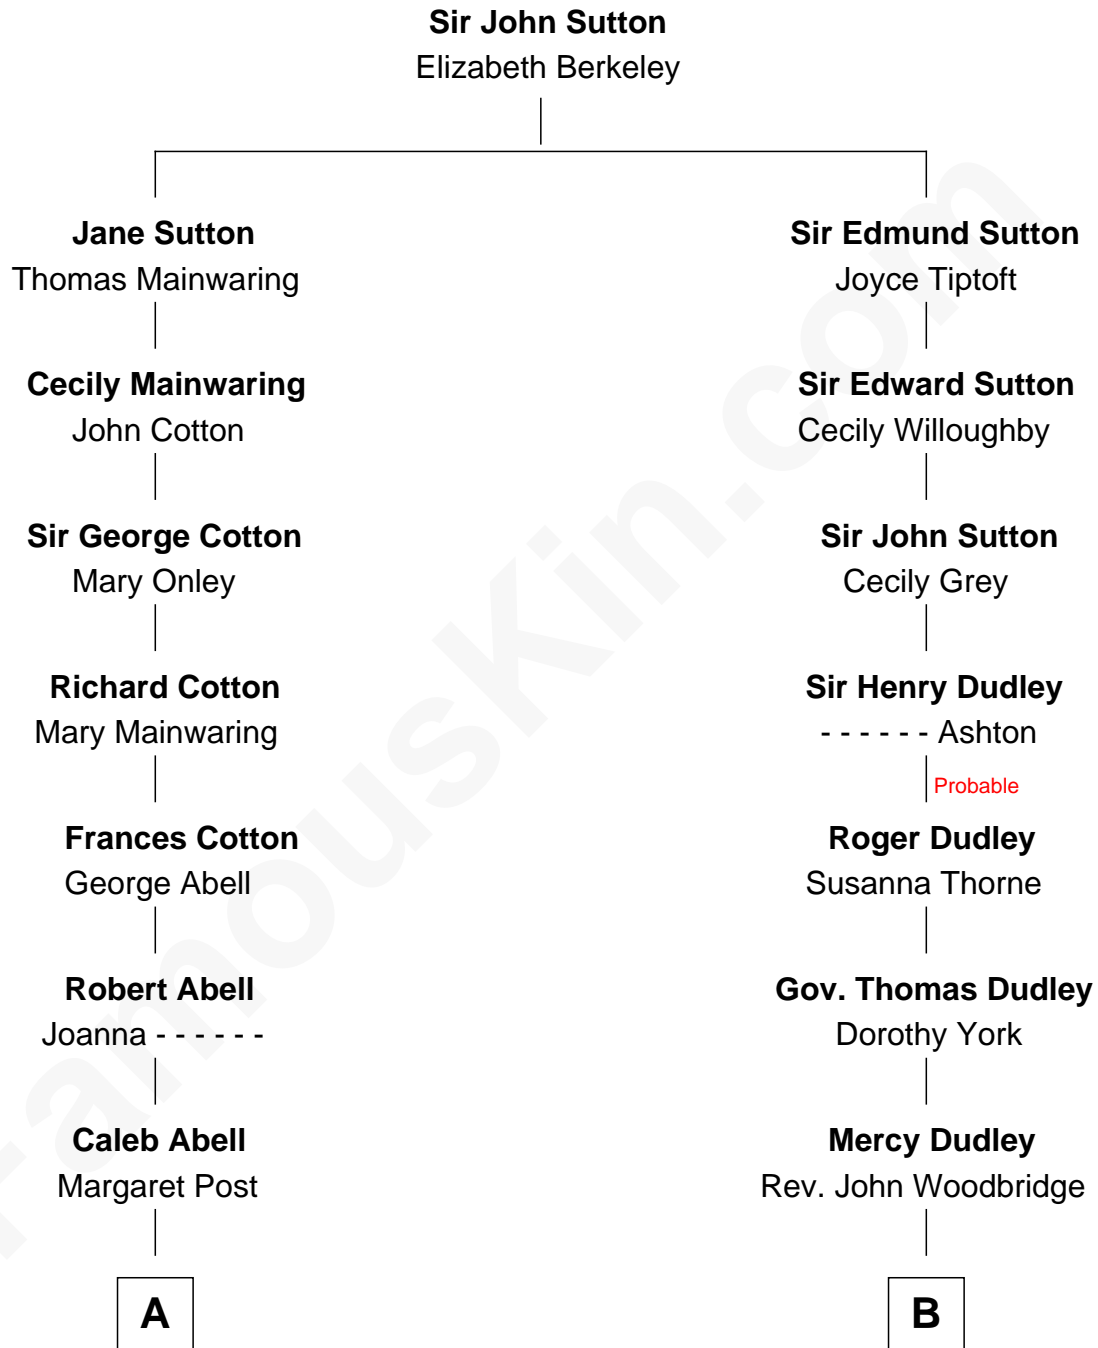 Sir John Sutton
Elizabeth Berkeley
Jane Sutton
Thomas Mainwaring
Sir Edmund Sutton
Joyce Tiptoft
Cecily Mainwaring
John Cotton
Sir Edward Sutton
Cecily Willoughby
Sir George Cotton
Mary Onley
Sir John Sutton
Cecily Grey
Richard Cotton
Mary Mainwaring
Sir Henry Dudley
- - - - - - Ashton
Probable
Frances Cotton
George Abell
Roger Dudley
Susanna Thorne
Robert Abell
Joanna - - - - - -
Gov. Thomas Dudley
Dorothy York
Caleb Abell
Margaret Post
Mercy Dudley
Rev. John Woodbridge
A
B
FamousKin.com